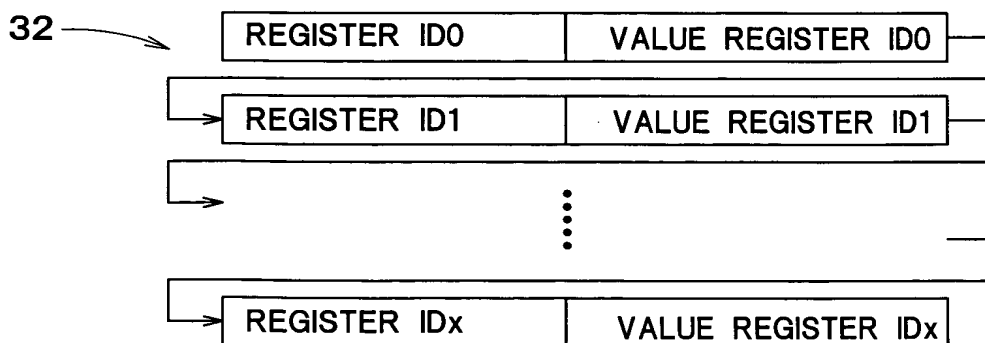 32 REGISTER ID0 VALUE REGISTER ID0
REGISTER ID1 VALUE REGISTER ID1
REGISTER IDx VALUE REGISTER IDx